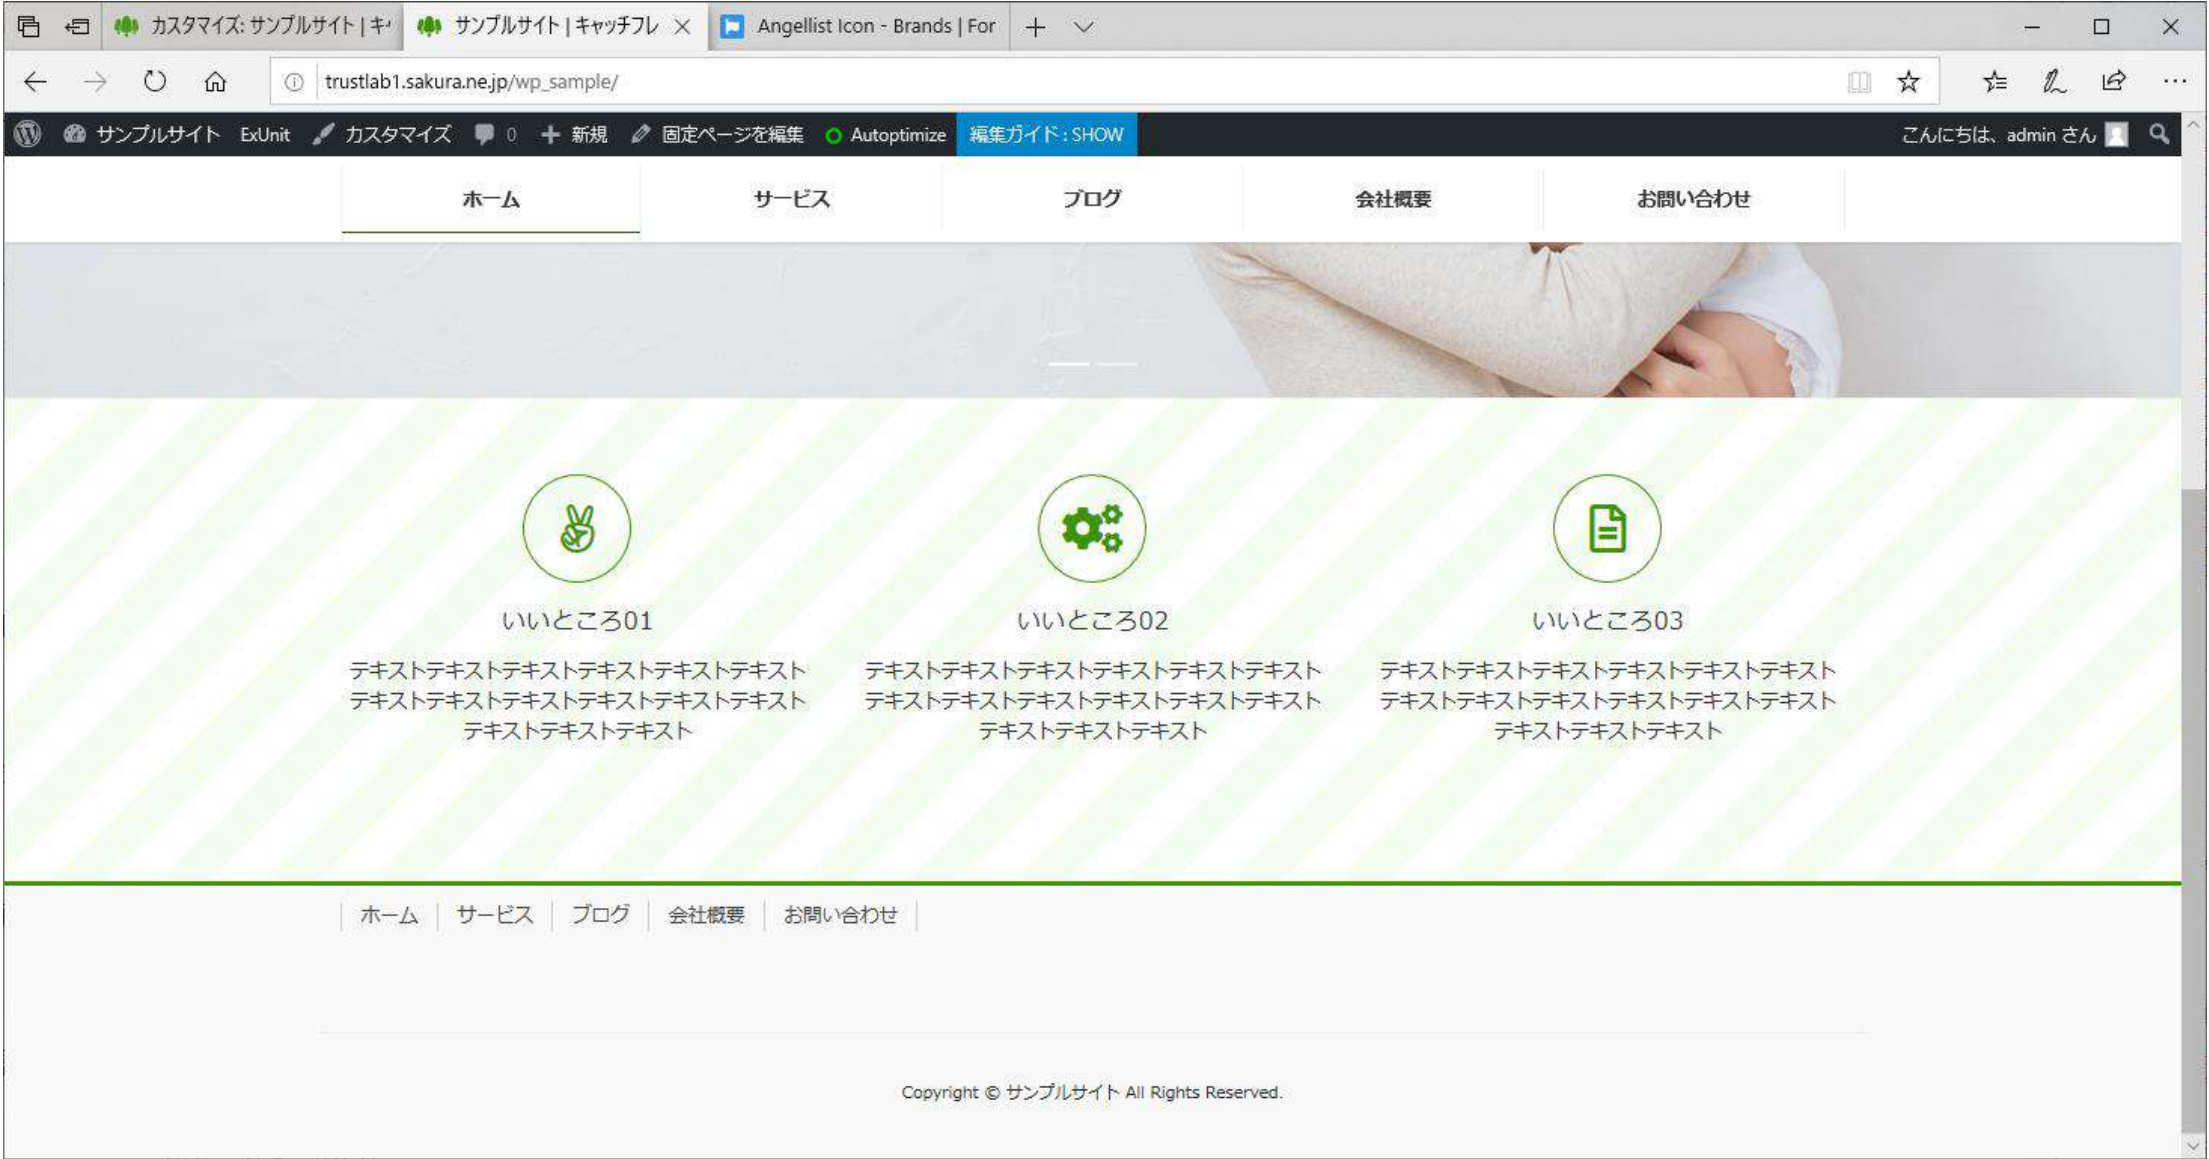 カスタマイズ: サンプルサイト | キャ
サンプルサイト | キャッチフレ
Angellist Icon - Brands | For
trustlab1.sakura.ne.jp/wp_sample/
サンプルサイト ExUnit カスタマイズ 0 新規 固定ページを編集 Autoptimize 編集ガイド : SHOW こんにちは、admin さん
ホーム サービス ブログ 会社概要 お問い合わせ
いいところ01
テキストテキストテキストテキストテキストテキスト
テキストテキストテキストテキストテキストテキスト
テキストテキストテキスト
いいところ02
テキストテキストテキストテキストテキストテキスト
テキストテキストテキストテキストテキストテキスト
テキストテキストテキスト
いいところ03
テキストテキストテキストテキストテキストテキスト
テキストテキストテキストテキストテキストテキスト
テキストテキストテキスト
ホーム サービス ブログ 会社概要 お問い合わせ
Copyright © サンプルサイト All Rights Reserved.